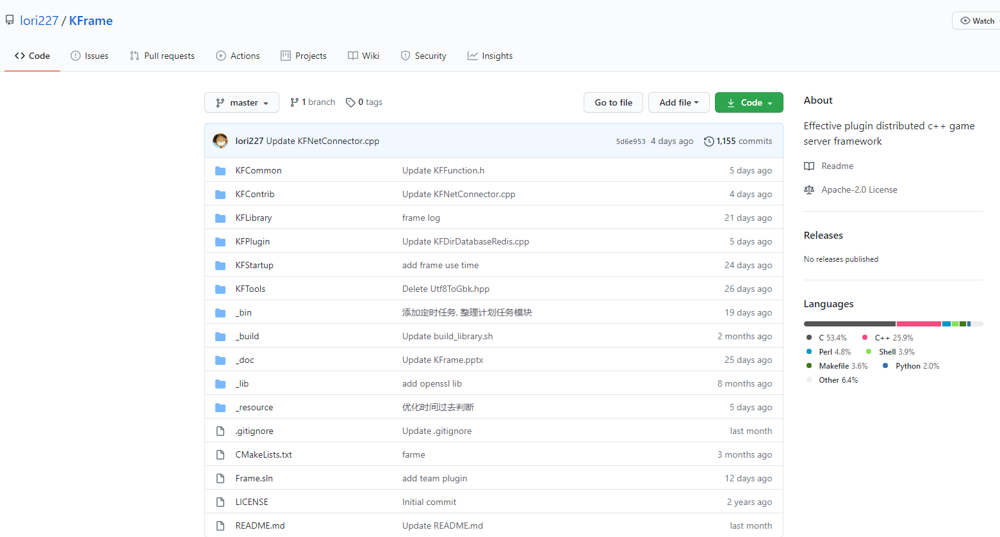 lori227 / KFrame
Watch
Code Issues Pull requests Actions Projects Wiki Security Insights
master 1 branch 0 tags Go to file Add file Code
lori227 Update KFNetConnector.cpp 5d6e953 4 days ago 1,155 commits
KFCommon Update KFFunction.h 5 days ago
KFContrib Update KFNetConnector.cpp 4 days ago
KFLibrary frame log 21 days ago
KFPlugin Update KFDirDatabaseRedis.cpp 5 days ago
KFStartup add frame use time 24 days ago
KFTools Delete Utf8ToGbk.hpp 26 days ago
_bin 添加定时任务, 整理计划任务模块 19 days ago
_build Update build_library.sh 2 months ago
_doc Update KFrame.pptx 25 days ago
_lib add openssl lib 8 months ago
_resource 优化时间过去判断 5 days ago
.gitignore Update .gitignore last month
CMakeLists.txt farme 3 months ago
Frame.sln add team plugin 12 days ago
LICENSE Initial commit 2 years ago
README.md Update README.md last month
About
Effective plugin distributed c++ game
server framework
Readme
Apache-2.0 License
Releases
No releases published
Languages
C 53.4% C++ 25.9%
Perl 4.8% Shell 3.9%
Makefile 3.6% Python 2.0%
Other 6.4%